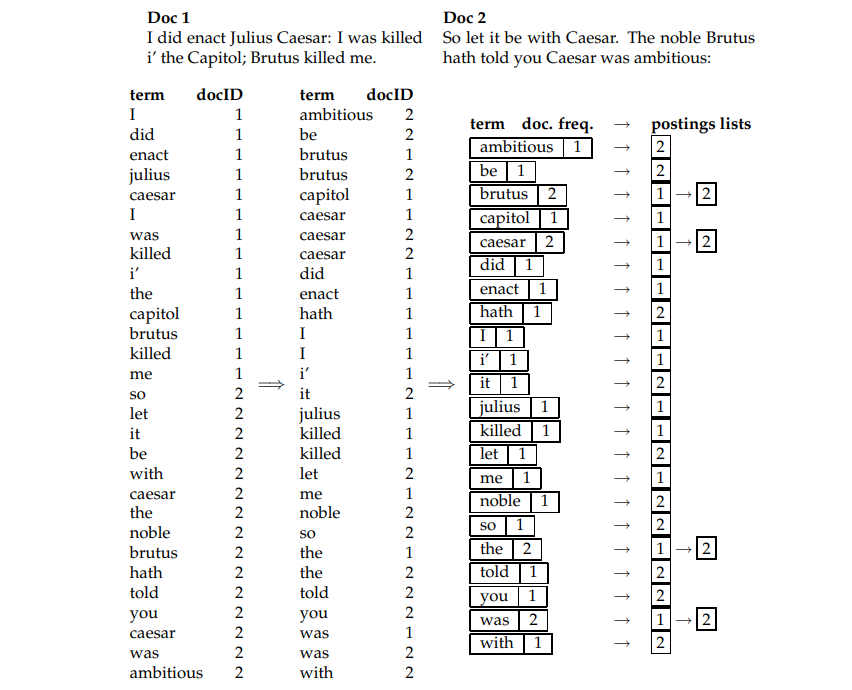 Doc 1
I did enact Julius Caesar: I was killed
i’ the Capitol; Brutus killed me.
Doc 2
So let it be with Caesar. The noble Brutus
hath told you Caesar was ambitious:
term docID
I 1
did 1
enact 1
julius 1
caesar 1
I 1
was 1
killed 1
i’ 1
the 1
capitol 1
brutus 1
killed 1
me 1
so 2
let 2
it 2
be 2
with 2
caesar 2
the 2
noble 2
brutus 2
hath 2
told 2
you 2
caesar 2
was 2
ambitious 2
⟹
term docID
ambitious 2
be 2
brutus 1
brutus 2
capitol 1
caesar 1
caesar 2
caesar 2
did 1
enact 1
hath 1
I 1
I 1
i’ 1
it 2
julius 1
killed 1
killed 1
let 2
me 1
noble 2
so 2
the 1
the 2
told 2
you 2
was 1
was 2
with 2
⟹
term doc. freq. → postings lists
ambitious 1 → 2
be 1 → 2
brutus 2 → 1 → 2
capitol 1 → 1
caesar 2 → 1 → 2
did 1 → 1
enact 1 → 1
hath 1 → 2
I 1 → 1
i’ 1 → 1
it 1 → 2
julius 1 → 1
killed 1 → 1
let 1 → 2
me 1 → 1
noble 1 → 2
so 1 → 2
the 2 → 1 → 2
told 1 → 2
you 1 → 2
was 2 → 1 → 2
with 1 → 2